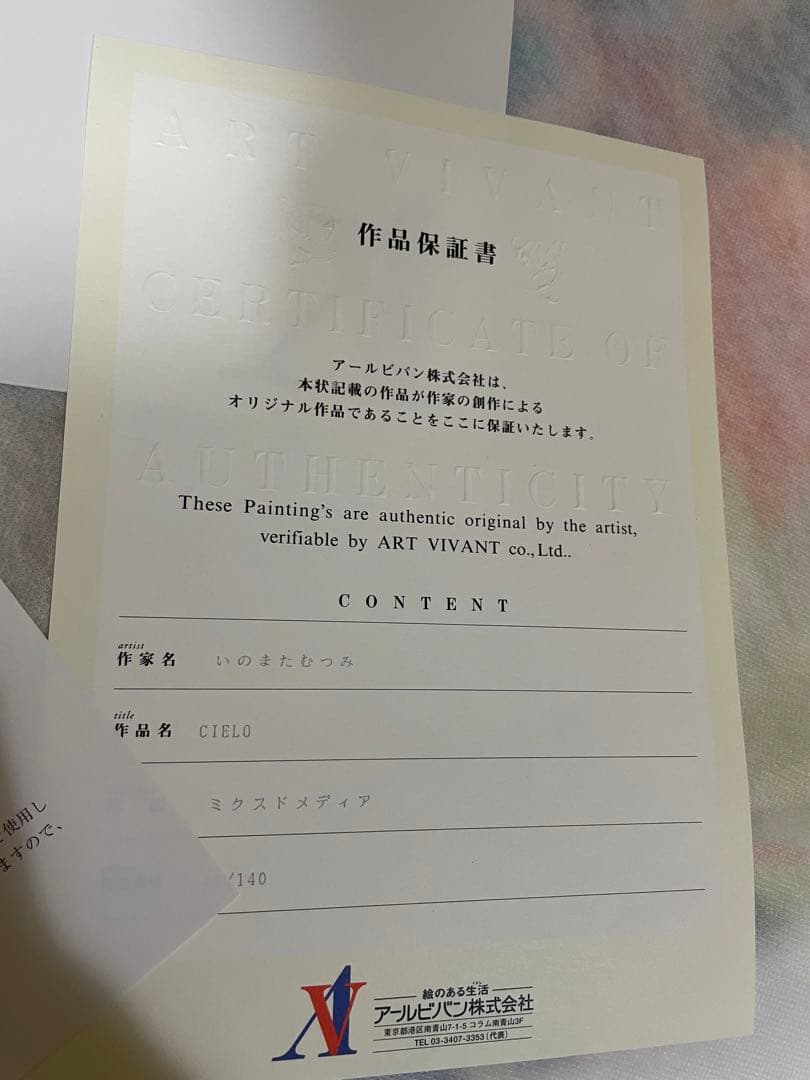 ART VIVANT
作品保証書
CERTIFICATE OF
アールビバン株式会社は、
本状記載の作品が作家の創作による
オリジナル作品であることをここに保証いたします。
AUTHENTICITY
These Painting's are authentic original by the artist,
verifiable by ART VIVANT co.,Ltd..
CONTENT
artist
作家名 いのまたむつみ
title
作品名 CIELO
ミクスドメディア
/140
使用し
ますので、
絵のある生活
アールビバン株式会社
東京都港区南青山7-1-5 コラム南青山3F
TEL 03-3407-3353(代表)